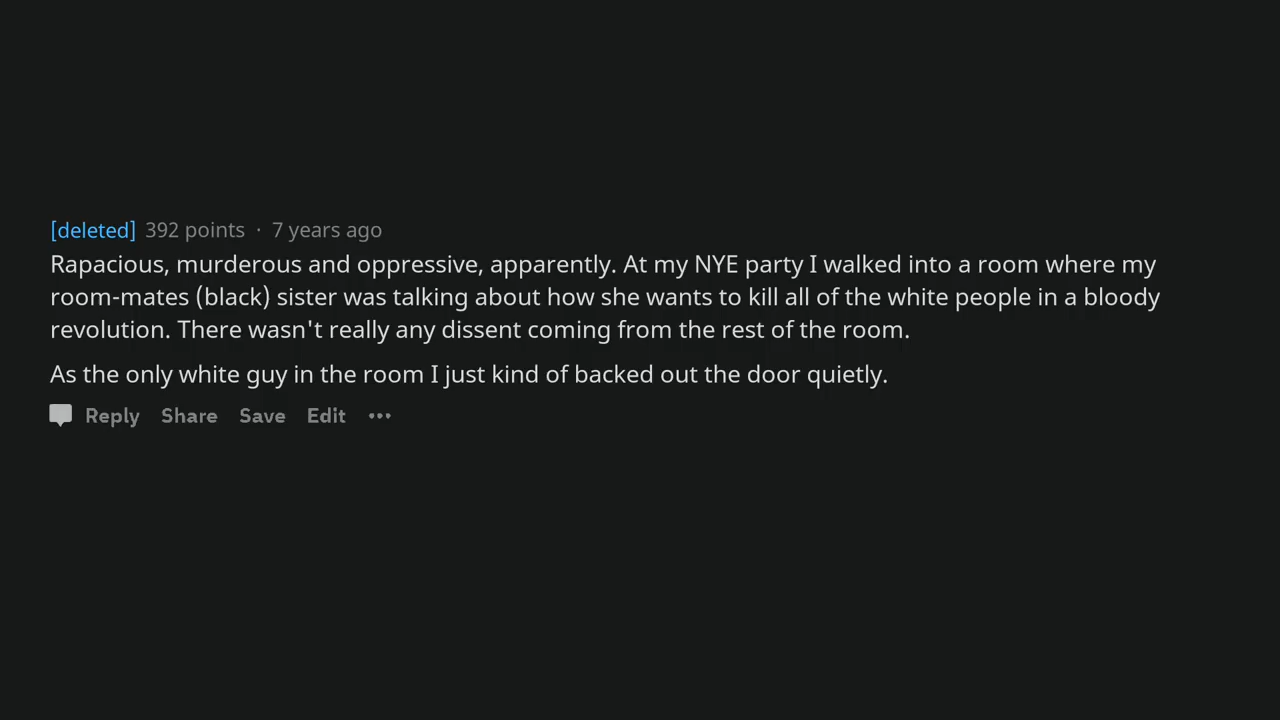 [deleted] 392 points · 7 years ago
Rapacious, murderous and oppressive, apparently. At my NYE party I walked into a room where my
room-mates (black) sister was talking about how she wants to kill all of the white people in a bloody
revolution. There wasn't really any dissent coming from the rest of the room.
As the only white guy in the room I just kind of backed out the door quietly.
Reply Share Save Edit •••